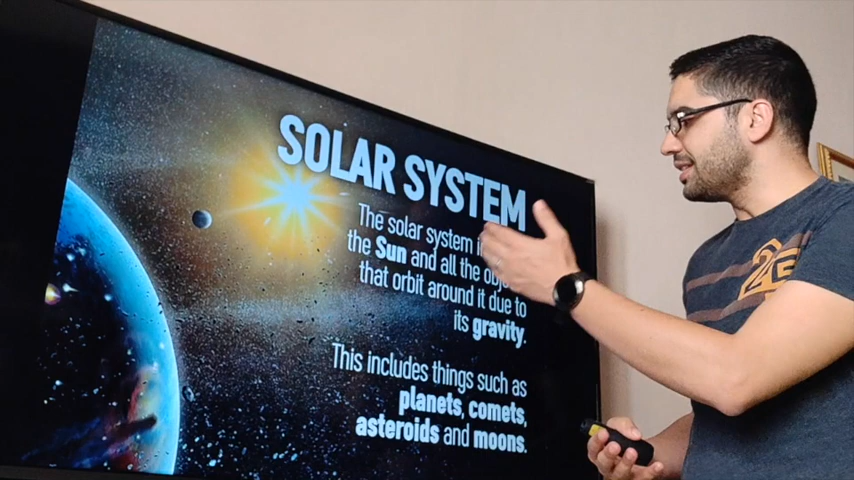 SOLAR SYSTEM
The solar system
the Sun and all the
that orbit around it due to
its gravity.
This includes things such as
planets, comets,
asteroids and moons.